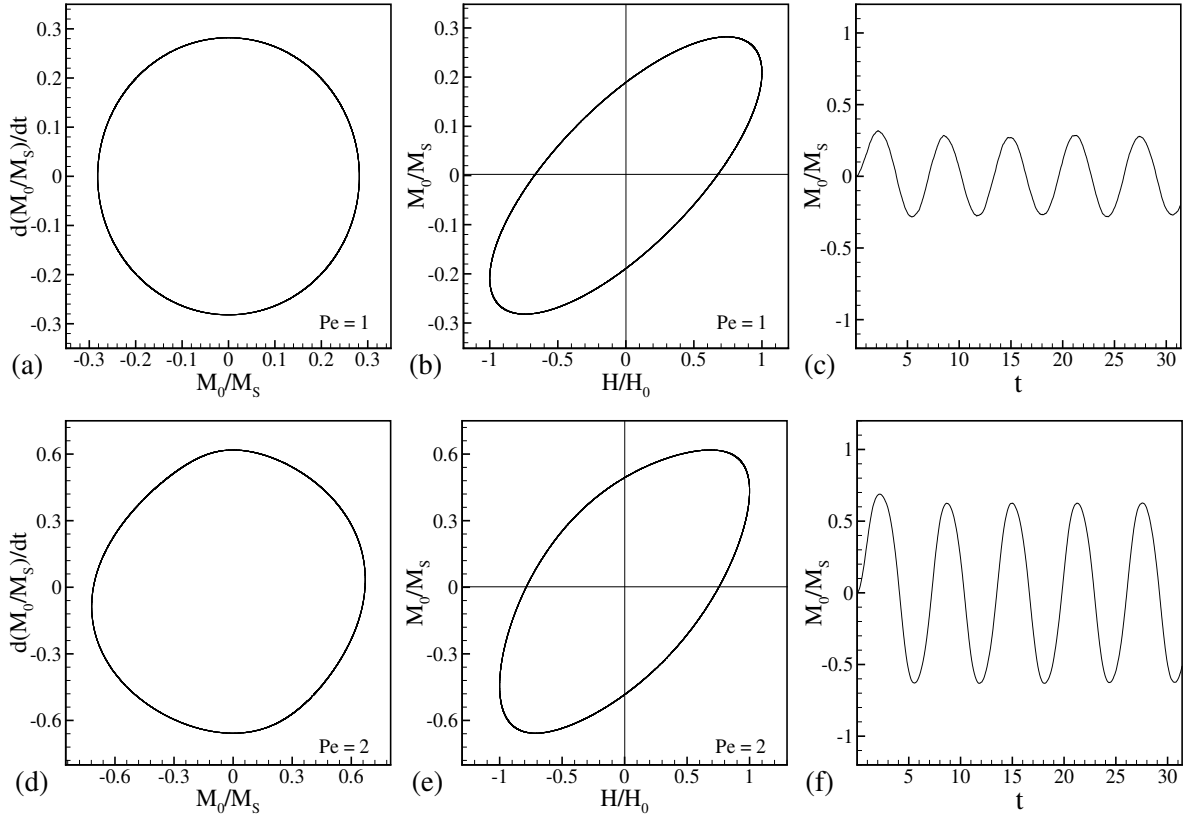 0.3
0.2
0.1
0
-0.1
-0.2
-0.3
d(M₀/Mₛ)/dt
-0.3 -0.2 -0.1 0 0.1 0.2 0.3
M₀/Mₛ
Pe = 1
(a)
0.3
0.2
0.1
0
-0.1
-0.2
-0.3
M₀/Mₛ
-1 -0.5 0 0.5 1
H/H₀
Pe = 1
(b)
1
0.5
0
-0.5
-1
M₀/Mₛ
5 10 15 20 25 30
t
(c)
0.6
0.3
0
-0.3
-0.6
d(M₀/Mₛ)/dt
-0.6 -0.3 0 0.3 0.6
M₀/Mₛ
Pe = 2
(d)
0.6
0.3
0
-0.3
-0.6
M₀/Mₛ
-1 -0.5 0 0.5 1
H/H₀
Pe = 2
(e)
1
0.5
0
-0.5
-1
M₀/Mₛ
5 10 15 20 25 30
t
(f)